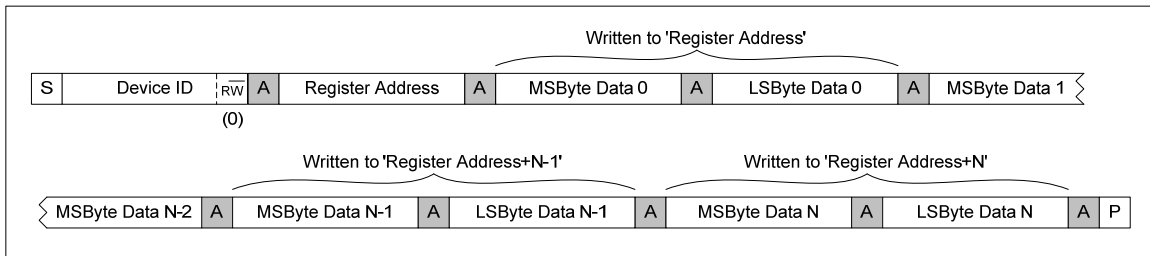 Written to 'Register Address'
S Device ID RW A Register Address A MSByte Data 0 A LSByte Data 0 A MSByte Data 1
(0)
Written to 'Register Address+N-1' Written to 'Register Address+N'
MSByte Data N-2 A MSByte Data N-1 A LSByte Data N-1 A MSByte Data N A LSByte Data N A P